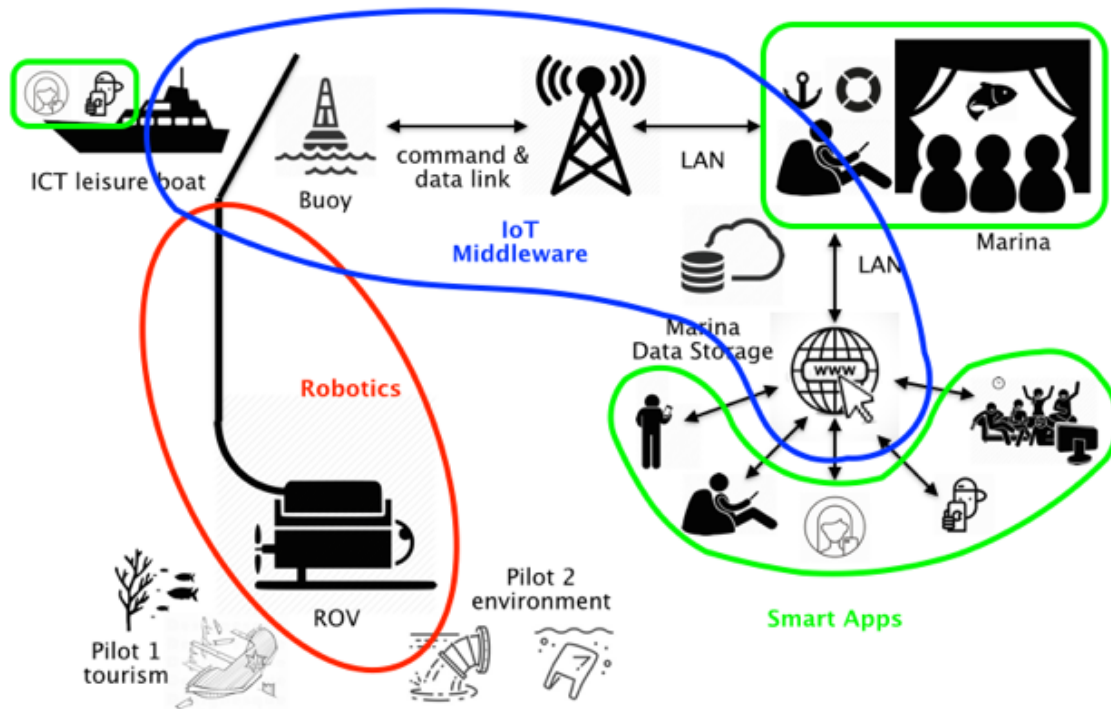 ICT leisure boat
Buoy
command &
data link
LAN
Marina
IoT
Middleware
LAN
Marina
Data Storage
www
Robotics
ROV
Pilot 1
tourism
Pilot 2
environment
Smart Apps